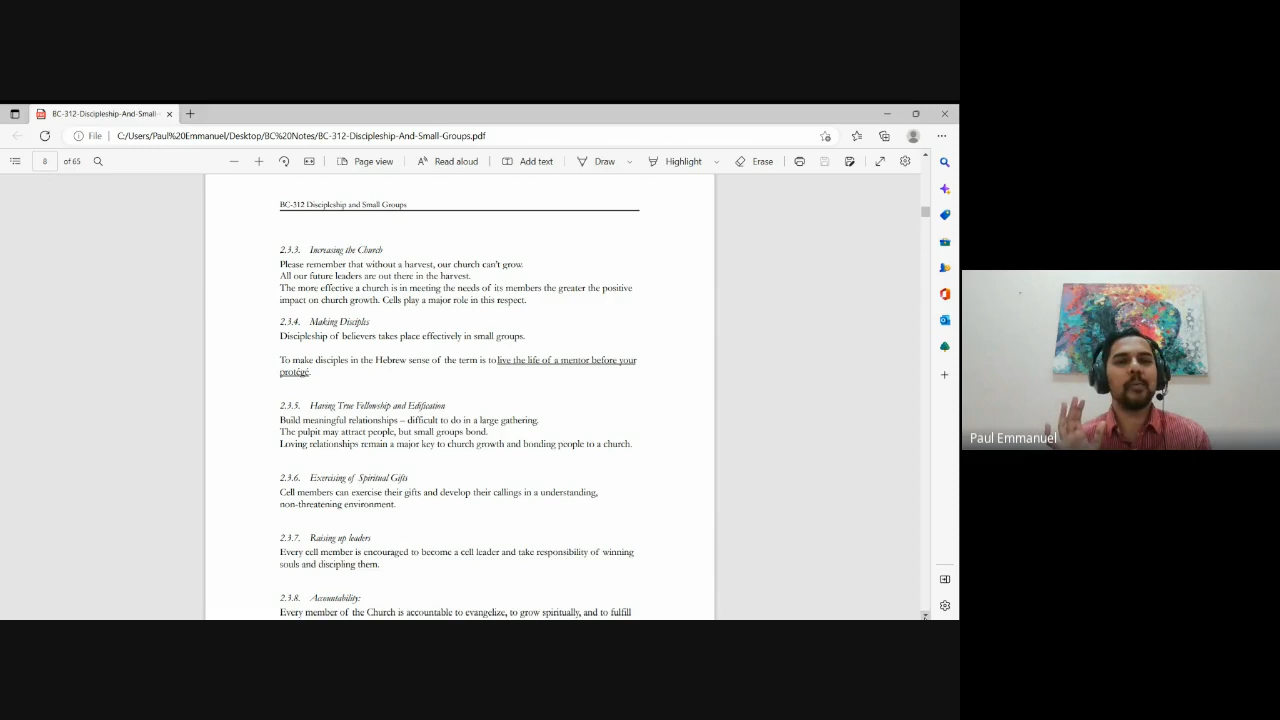 BC-312-Discipleship-And-Small-
File
C:/Users/Paul%20Emmanuel/Desktop/BC%20Notes/BC-312-Discipleship-And-Small-Groups.pdf
8 of 65
Page view
Read aloud
Add text
Draw
Highlight
Erase
BC-312 Discipleship and Small Groups
2.3.3. Increasing the Church
Please remember that without a harvest, our church can't grow.
All our future leaders are out there in the harvest.
The more effective a church is in meeting the needs of its members the greater the positive
impact on church growth. Cells play a major role in this respect.
2.3.4. Making Disciples
Discipleship of believers takes place effectively in small groups.
To make disciples in the Hebrew sense of the term is to live the life of a mentor before your
protégé.
2.3.5. Having True Fellowship and Edification
Build meaningful relationships – difficult to do in a large gathering.
The pulpit may attract people, but small groups bond.
Loving relationships remain a major key to church growth and bonding people to a church.
2.3.6. Exercising of Spiritual Gifts
Cell members can exercise their gifts and develop their callings in a understanding,
non-threatening environment.
2.3.7. Raising up leaders
Every cell member is encouraged to become a cell leader and take responsibility of winning
souls and discipling them.
2.3.8. Accountability:
Every member of the Church is accountable to evangelize, to grow spiritually, and to fulfill
Paul Emmanuel